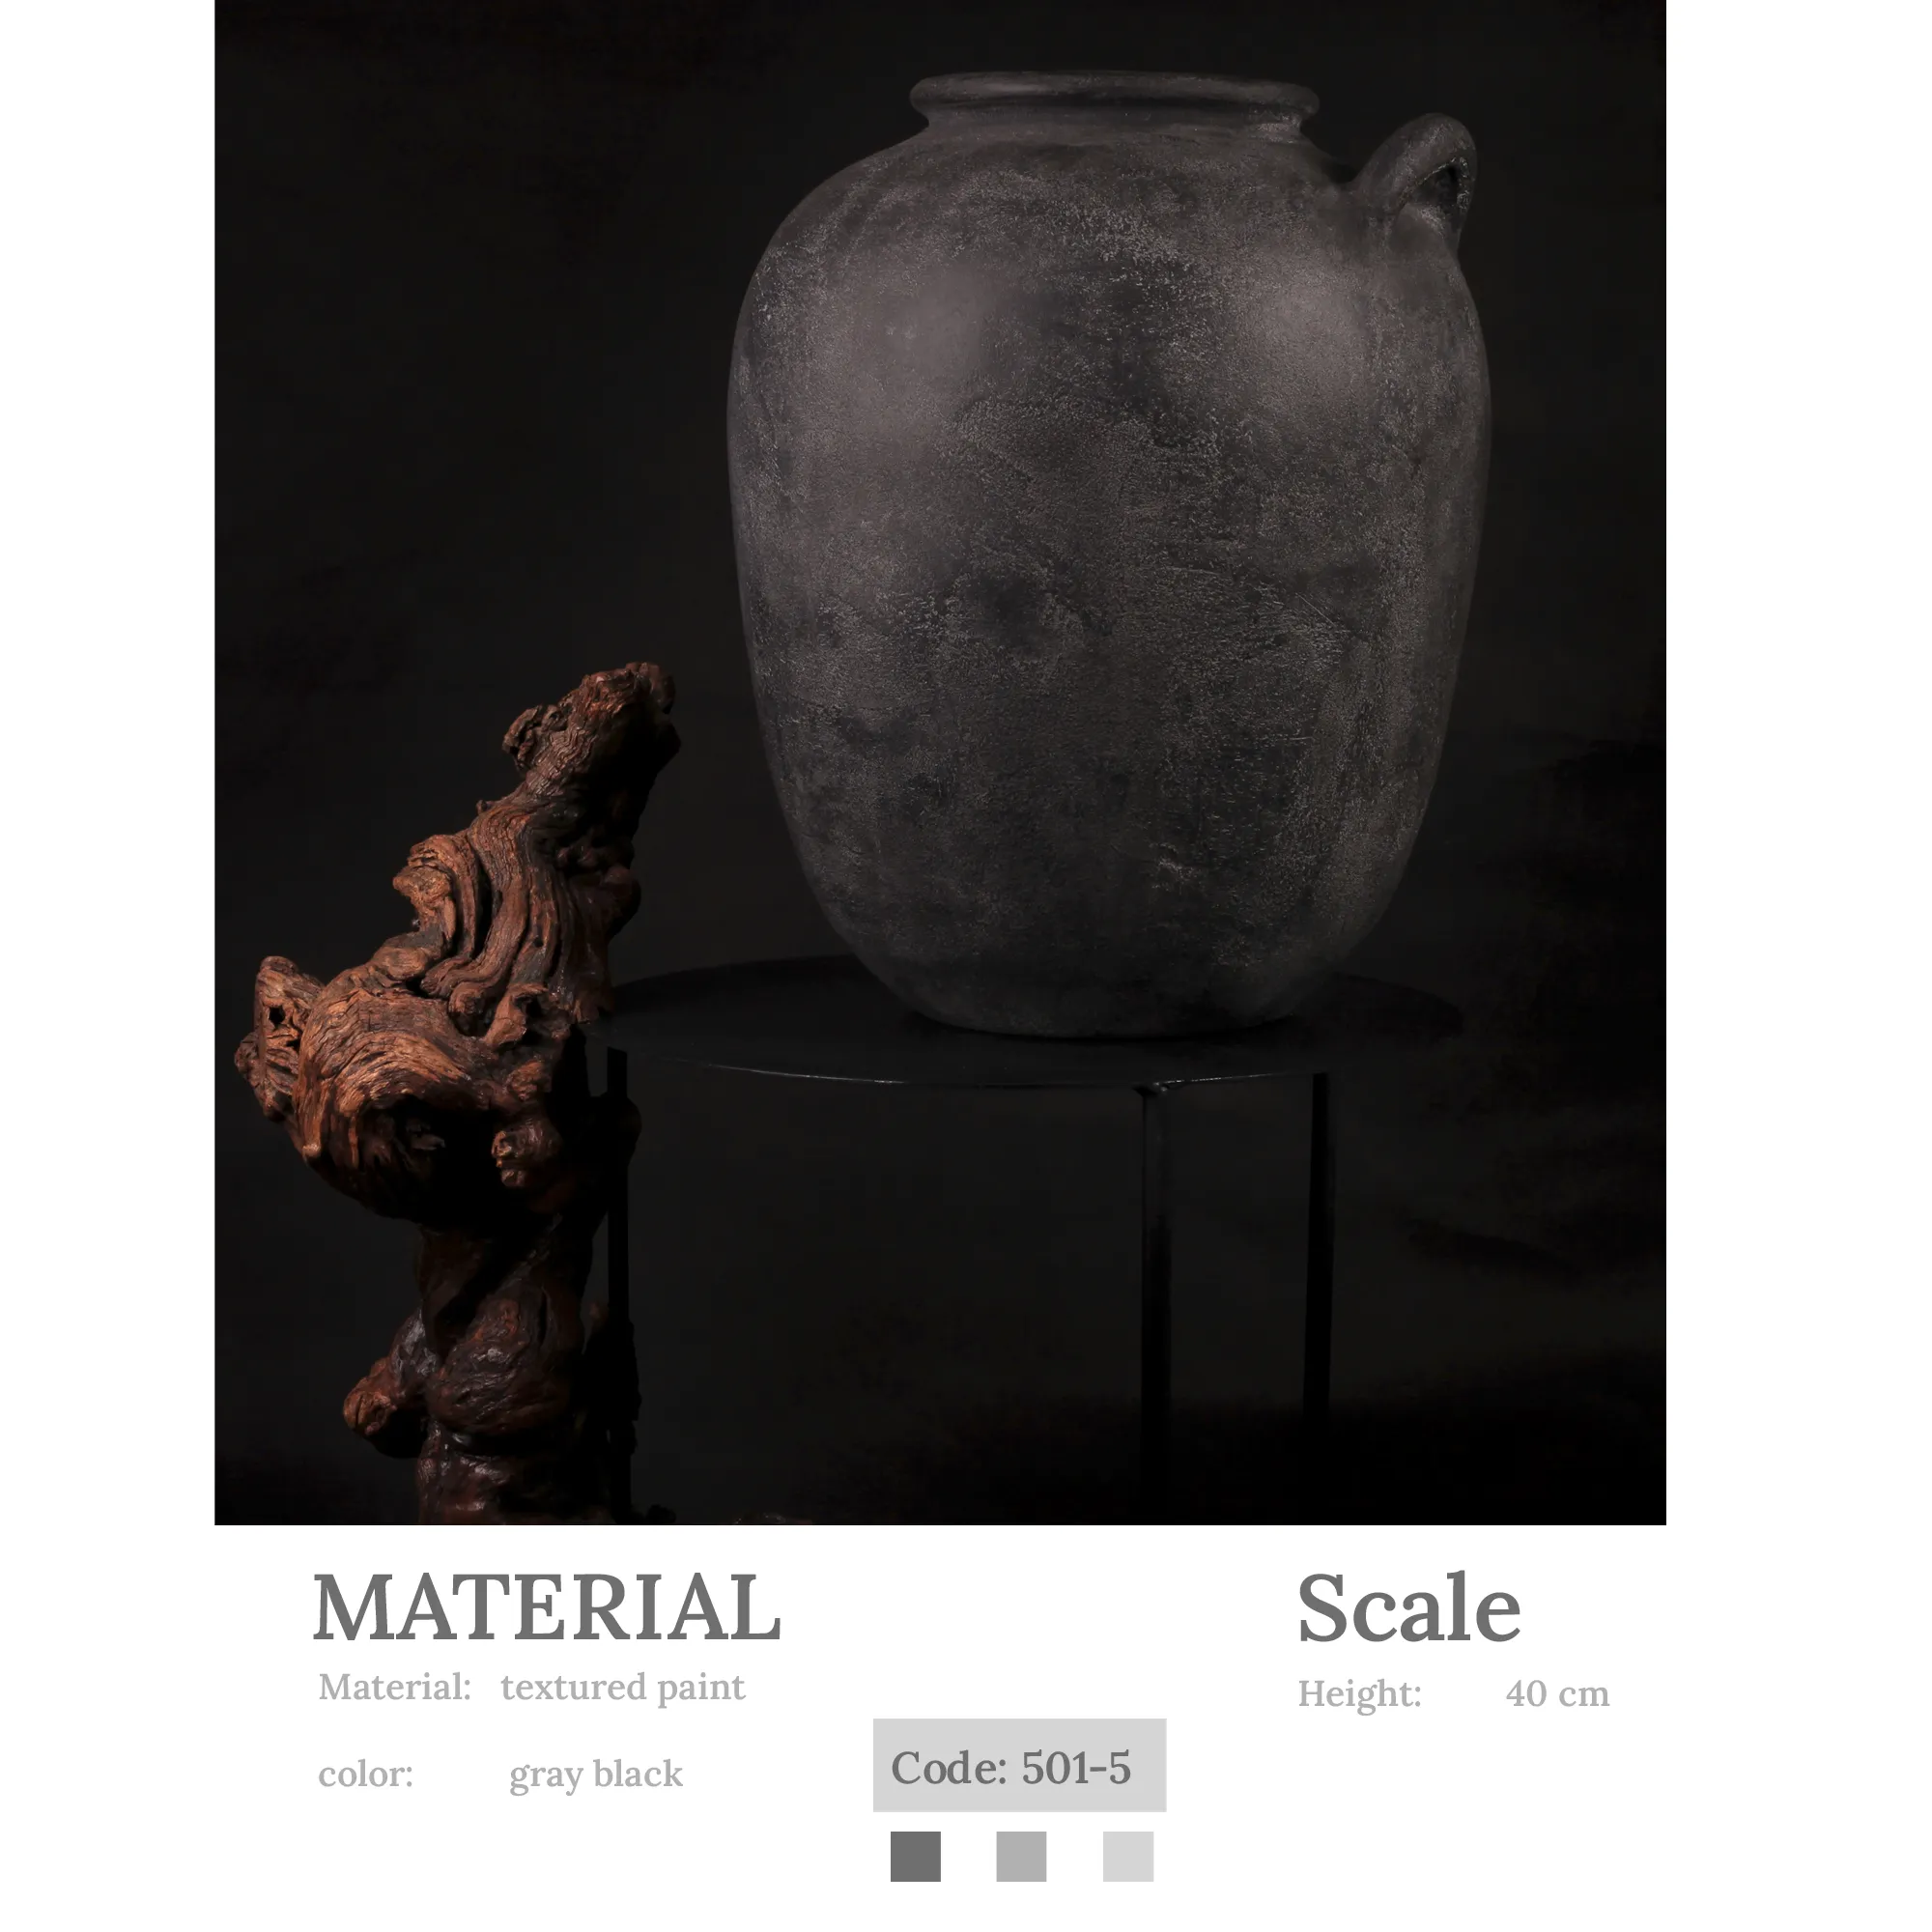 MATERIAL
Material: textured paint
color: gray black
Code: 501-5
Scale
Height: 40 cm